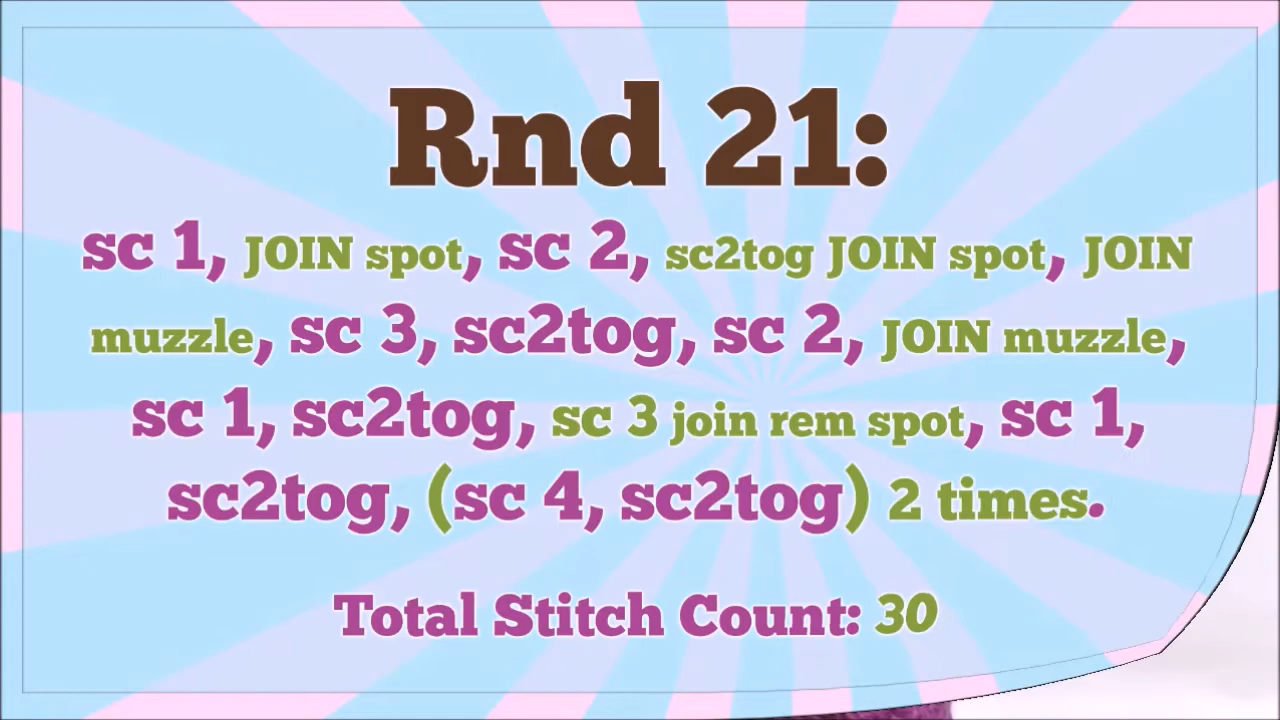 Rnd 21:
sc 1, JOIN spot, sc 2, sc2tog JOIN spot, JOIN
muzzle, sc 3, sc2tog, sc 2, JOIN muzzle,
sc 1, sc2tog, sc 3 join rem spot, sc 1,
sc2tog, (sc 4, sc2tog) 2 times.
Total Stitch Count: 30